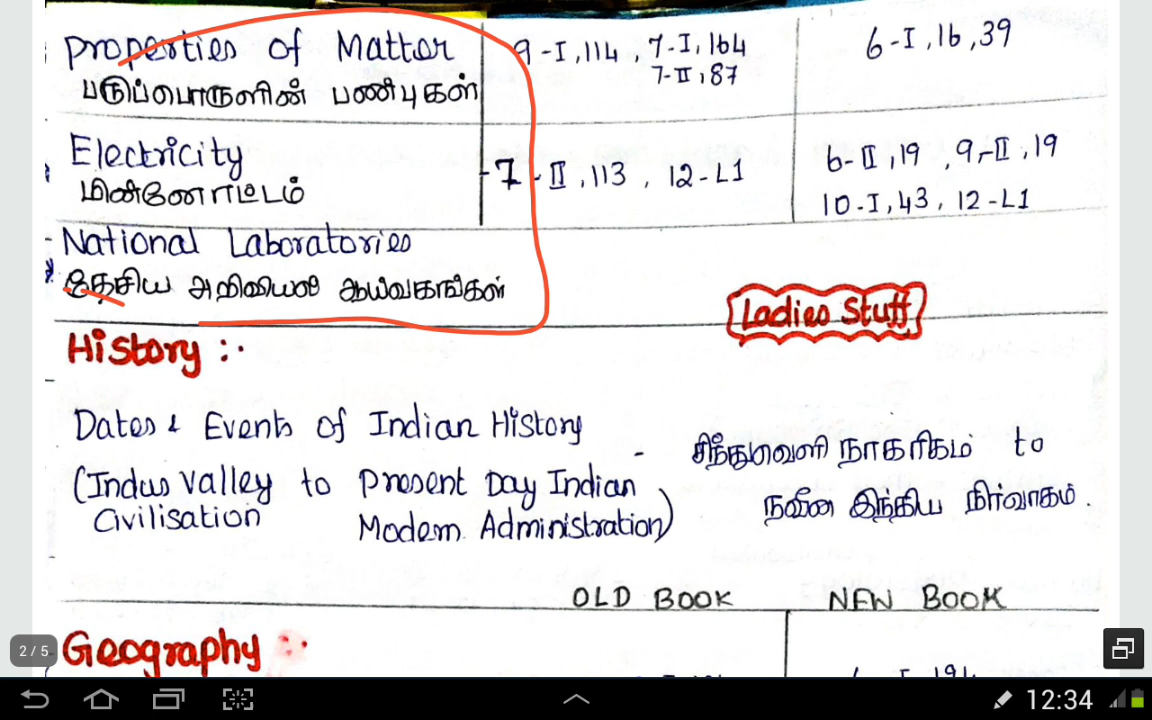 Properties of Matter
படுப்பொருளின் பண்புகள்
9-I, 114, 7-I, 164
7-II, 87
6-I, 16, 39
Electricity
மின்னோட்டம்
7-II, 113, 12-L1
6-II, 19, 9-II, 19
10-I, 43, 12-L1
National Laboratories
தேசிய அறிவியல் ஆய்வகங்கள்
Ladies Stuff
History :-
Dates & Events of Indian History
(Indus Valley to Present Day Indian
Civilisation Modern Administration)
- சிந்துவெளி நாகரிகம் to
நவீன இந்திய நிர்வாகம்.
OLD BOOK NEW BOOK
Geography :-
2 / 5
12:34